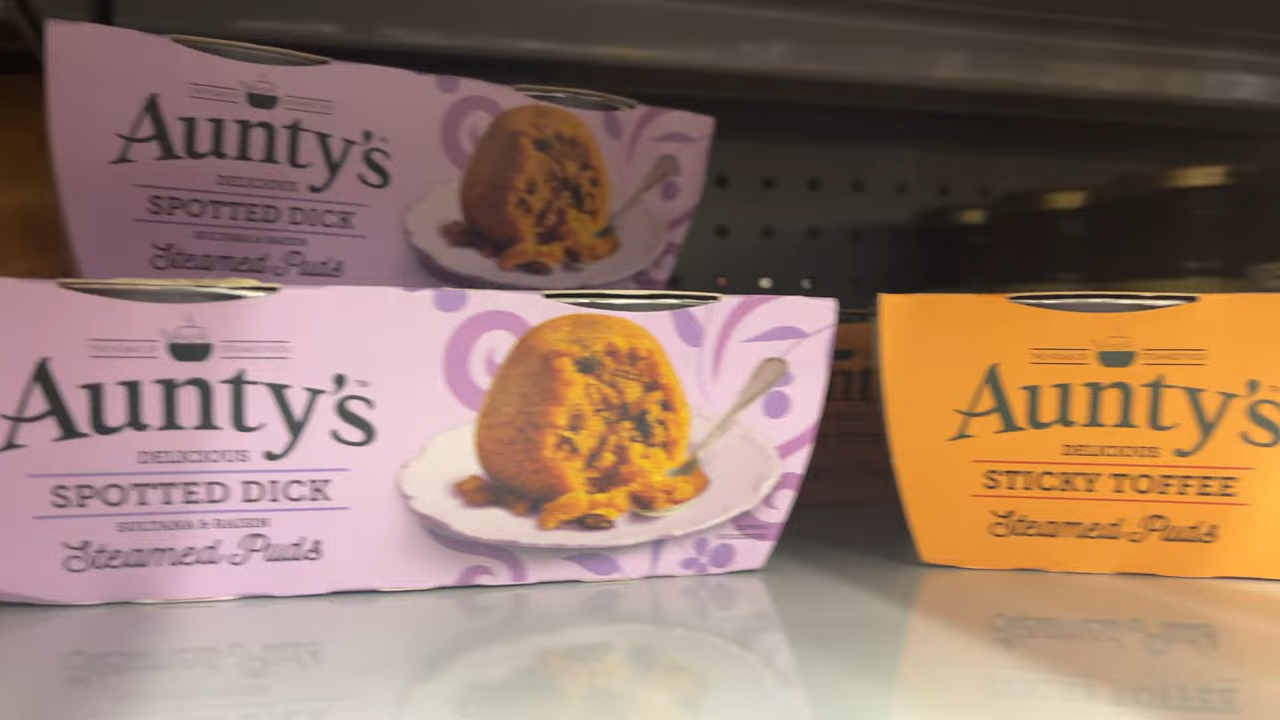 Aunty's
DELICIOUS
SPOTTED DICK
SULTANA & RAISIN
Steamed Puds
Aunty's
DELICIOUS
SPOTTED DICK
SULTANA & RAISIN
Steamed Puds
Aunty's
DELICIOUS
STICKY TOFFEE
Steamed Puds